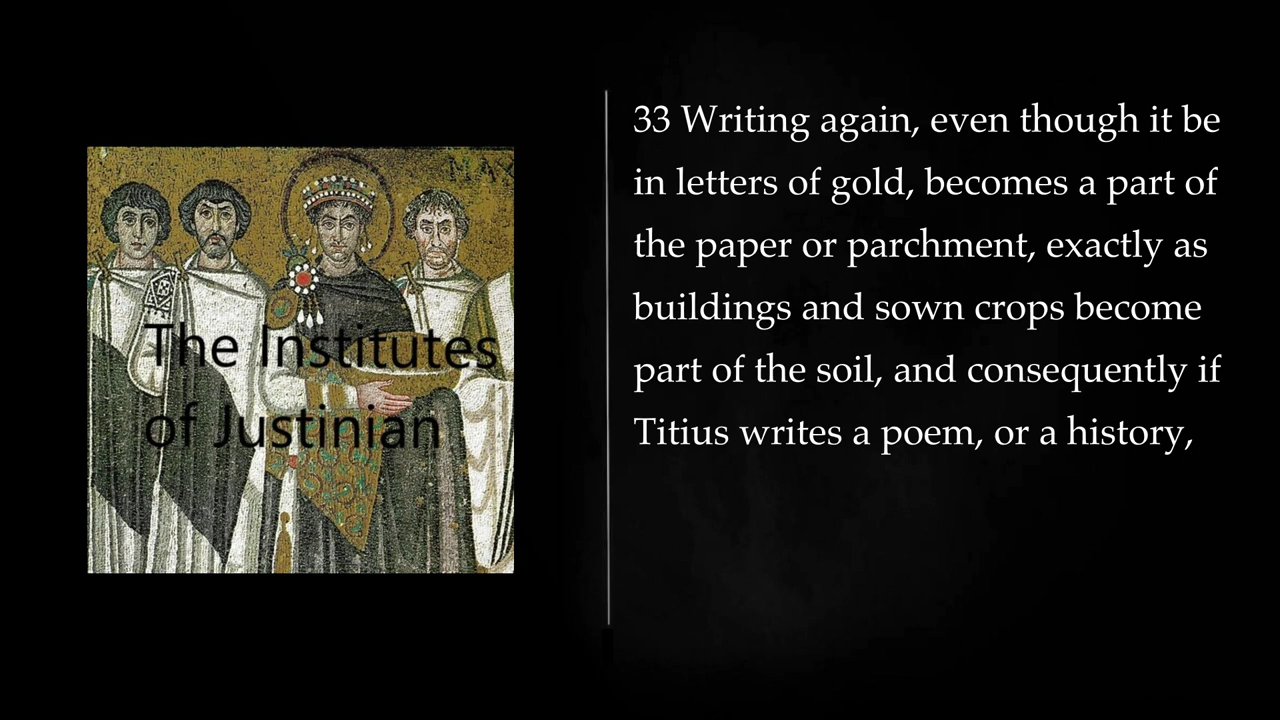 The Institutes
of Justinian
33 Writing again, even though it be
in letters of gold, becomes a part of
the paper or parchment, exactly as
buildings and sown crops become
part of the soil, and consequently if
Titius writes a poem, or a history,